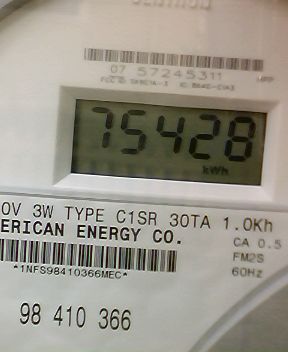 07 57245311
75428
kWh
0V 3W TYPE C1SR 30TA 1.0Kh
ERICAN ENERGY CO.
CA 0.5
*1NFS98410366MEC*
FM2S
60Hz
98 410 366